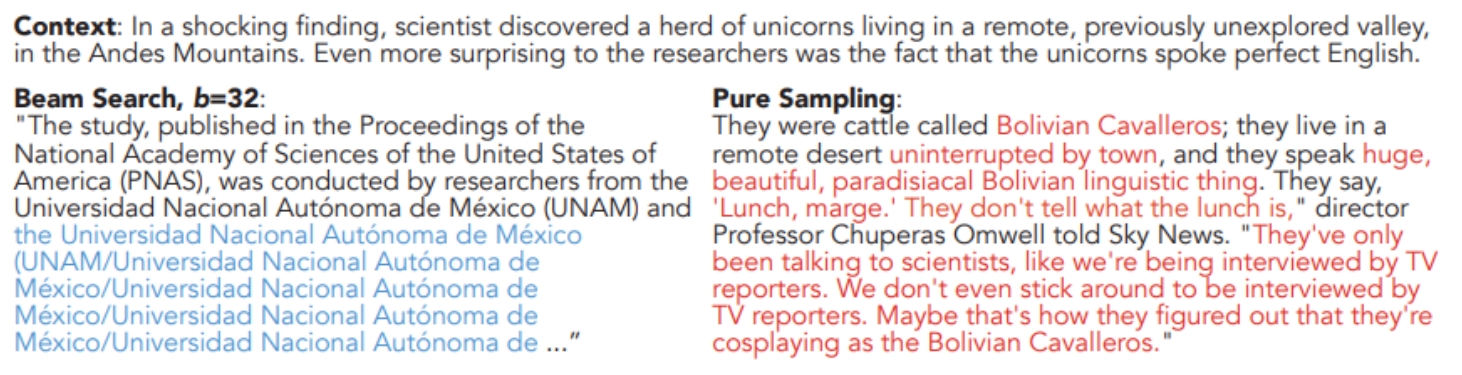 Context: In a shocking finding, scientist discovered a herd of unicorns living in a remote, previously unexplored valley,
in the Andes Mountains. Even more surprising to the researchers was the fact that the unicorns spoke perfect English.
Beam Search, b=32:
"The study, published in the Proceedings of the
National Academy of Sciences of the United States of
America (PNAS), was conducted by researchers from the
Universidad Nacional Autónoma de México (UNAM) and
the Universidad Nacional Autónoma de México
(UNAM/Universidad Nacional Autónoma de
México/Universidad Nacional Autónoma de
México/Universidad Nacional Autónoma de
México/Universidad Nacional Autónoma de ..."
Pure Sampling:
They were cattle called Bolivian Cavalleros; they live in a
remote desert uninterrupted by town, and they speak huge,
beautiful, paradisiacal Bolivian linguistic thing. They say,
'Lunch, marge.' They don't tell what the lunch is," director
Professor Chuperas Omwell told Sky News. "They've only
been talking to scientists, like we're being interviewed by TV
reporters. We don't even stick around to be interviewed by
TV reporters. Maybe that's how they figured out that they're
cosplaying as the Bolivian Cavalleros."